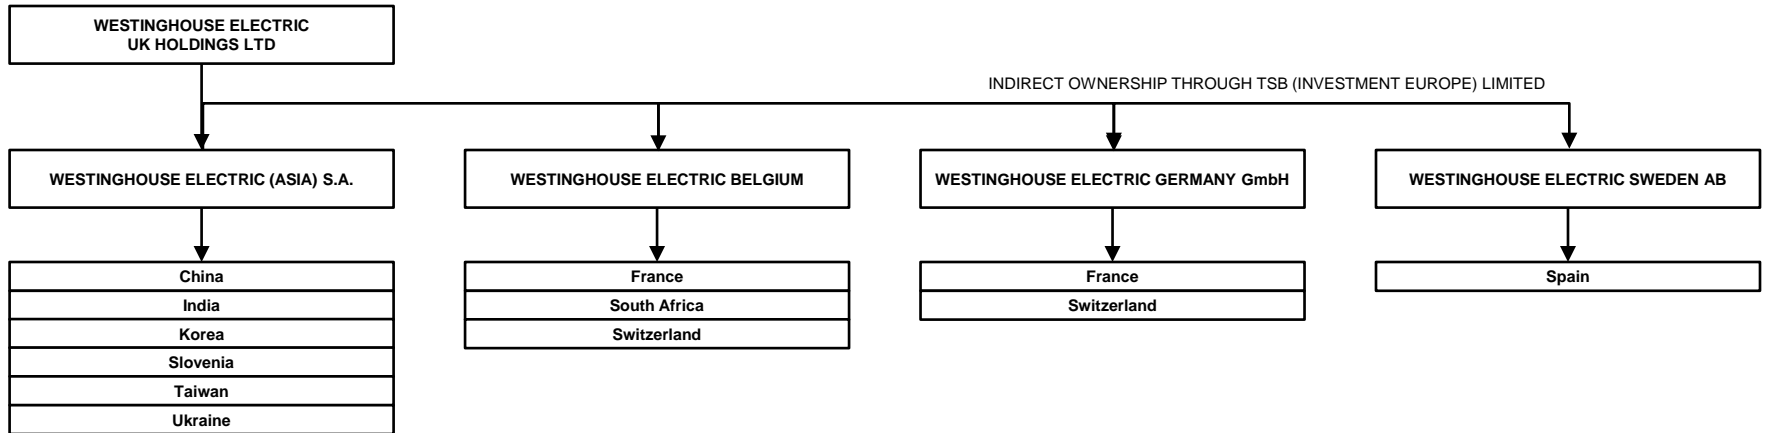 WESTINGHOUSE ELECTRIC
UK HOLDINGS LTD
INDIRECT OWNERSHIP THROUGH TSB (INVESTMENT EUROPE) LIMITED
WESTINGHOUSE ELECTRIC (ASIA) S.A.
WESTINGHOUSE ELECTRIC BELGIUM
WESTINGHOUSE ELECTRIC GERMANY GmbH
WESTINGHOUSE ELECTRIC SWEDEN AB
China
India
Korea
Slovenia
Taiwan
Ukraine
France
South Africa
Switzerland
France
Switzerland
Spain